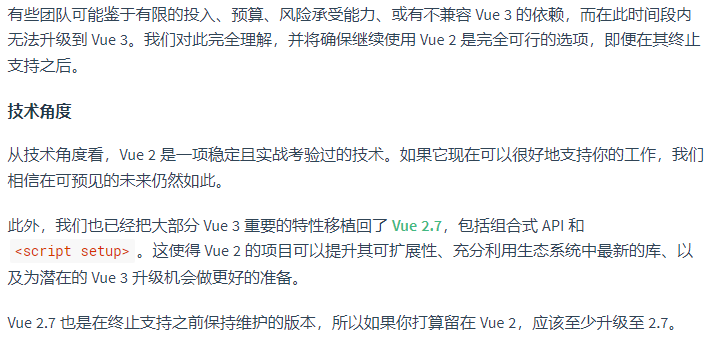 有些团队可能鉴于有限的投入、预算、风险承受能力、或有不兼容 Vue 3 的依赖，而在此时间段内
无法升级到 Vue 3。我们对此完全理解，并将确保继续使用 Vue 2 是完全可行的选项，即便在其终止
支持之后。
技术角度
从技术角度看，Vue 2 是一项稳定且实战考验过的技术。如果它现在可以很好地支持你的工作，我们
相信在可预见的未来仍然如此。
此外，我们也已经把大部分 Vue 3 重要的特性移植回了 Vue 2.7，包括组合式 API 和
<script setup> 。这使得 Vue 2 的项目可以提升其可扩展性、充分利用生态系统中最新的库、以
及为潜在的 Vue 3 升级机会做更好的准备。
Vue 2.7 也是在终止支持之前保持维护的版本，所以如果你打算留在 Vue 2，应该至少升级至 2.7。